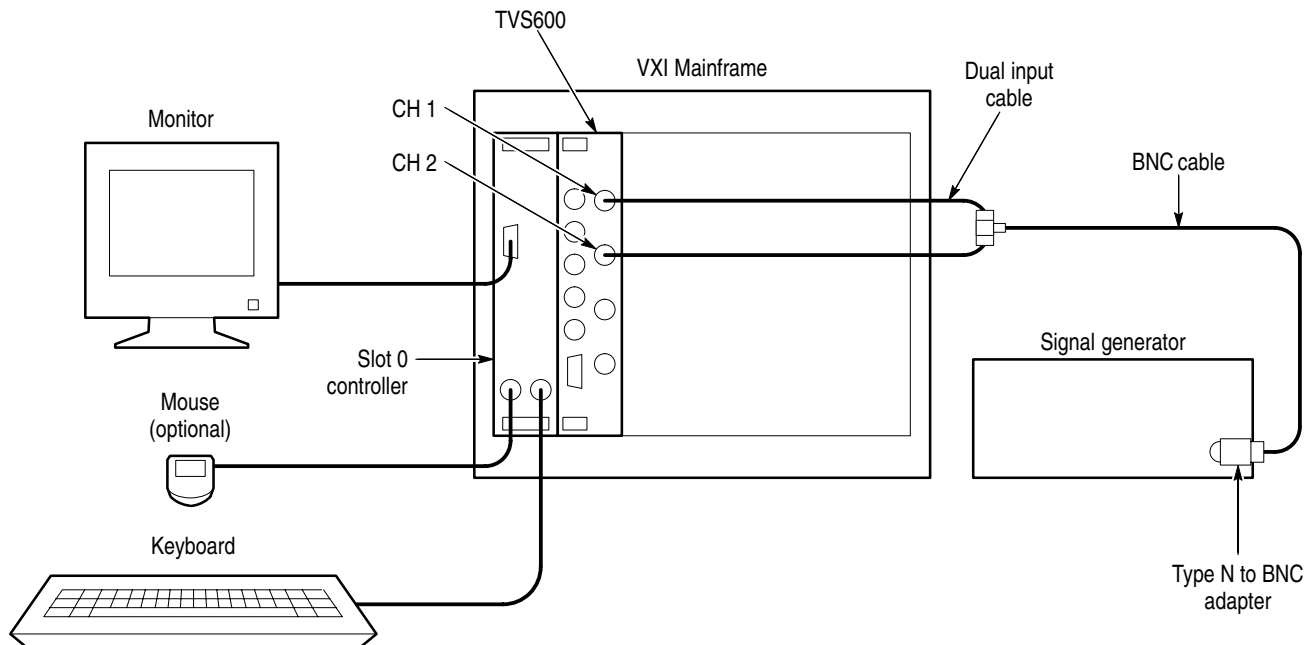 TVS600
VXI Mainframe
Dual input
cable
CH 1
Monitor
CH 2
BNC cable
Signal generator
Slot 0
controller
Mouse
(optional)
Keyboard
Type N to BNC
adapter